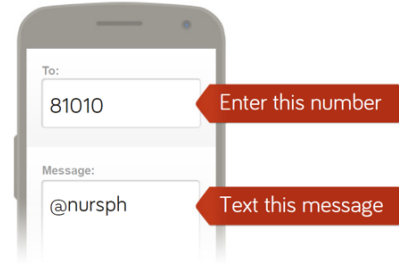 To:
81010
Enter this number
Message:
@nursph
Text this message